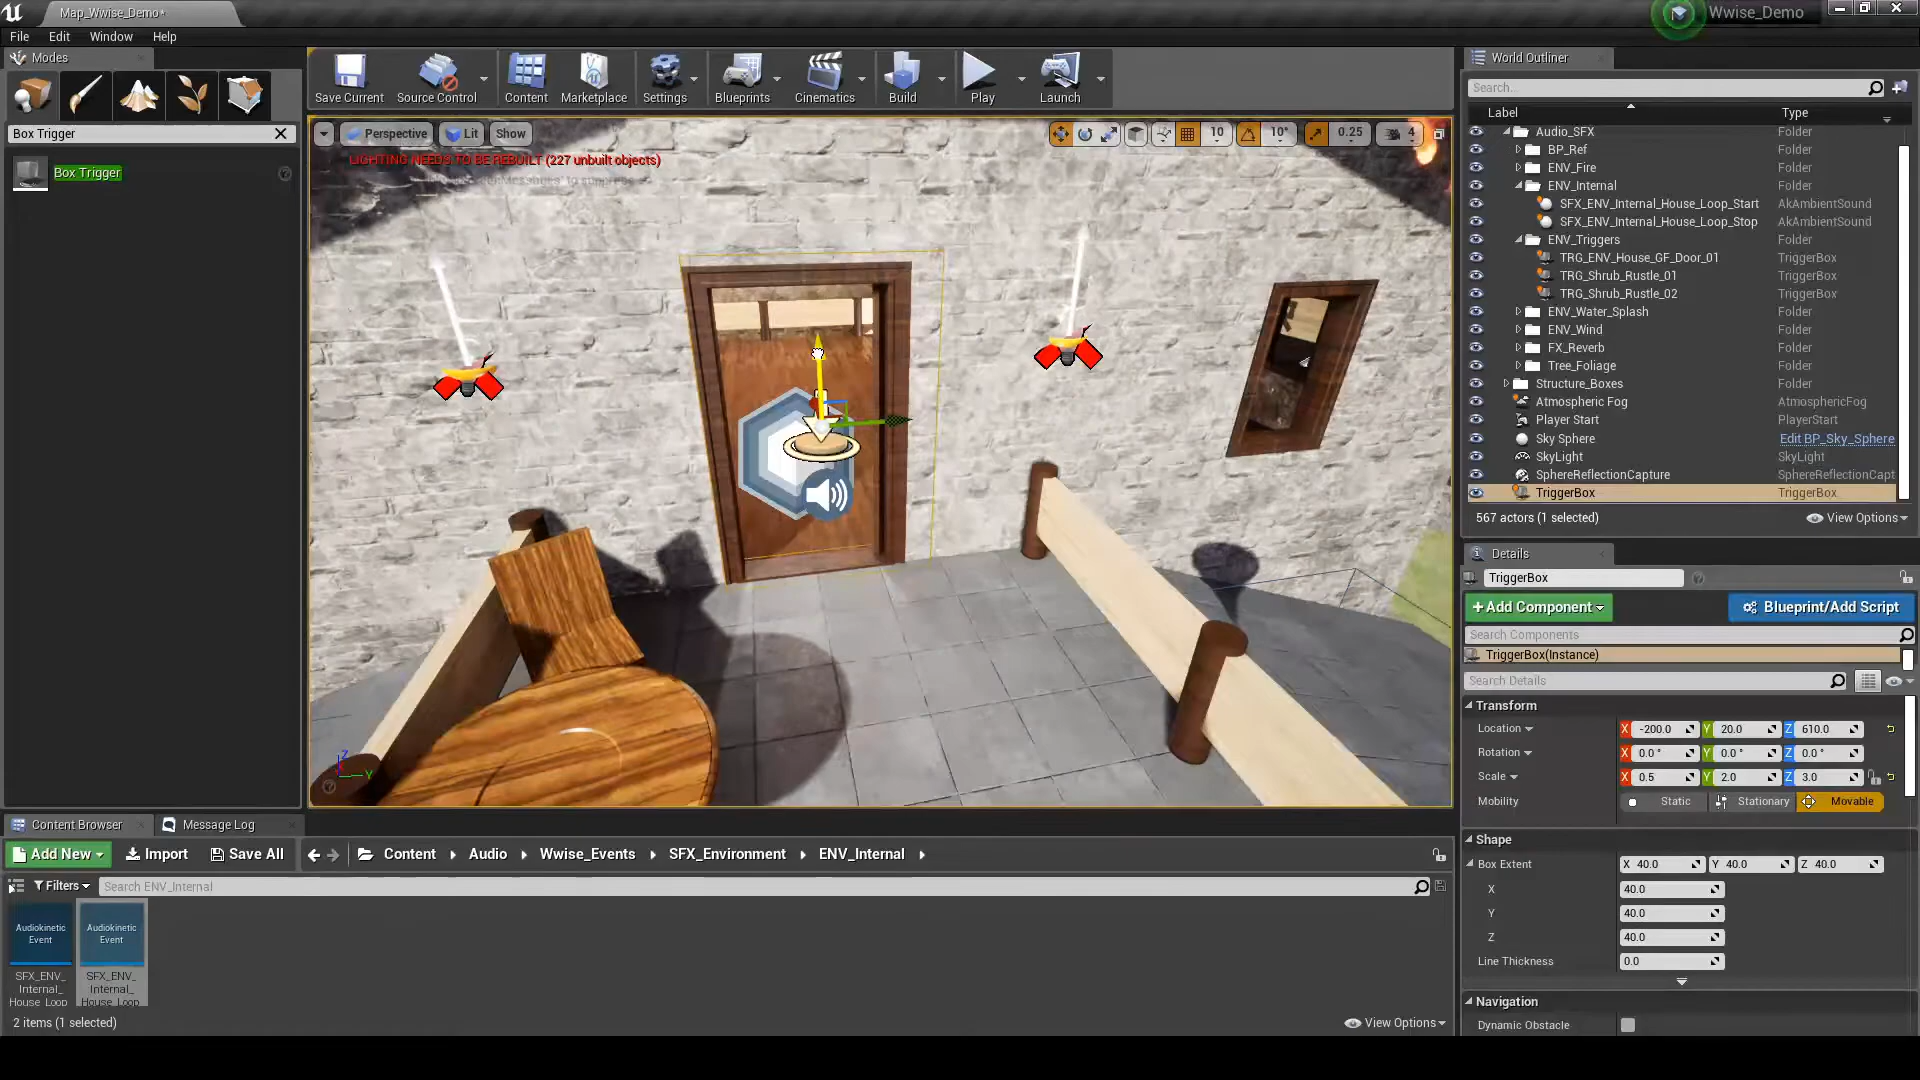 Map_Wwise_Demo*
Wwise_Demo
File Edit Window Help
Modes
Box Trigger
Box Trigger
Save Current
Source Control
Content
Marketplace
Settings
Blueprints
Cinematics
Build
Play
Launch
Perspective Lit Show
10 10° 0.25 4
LIGHTING NEEDS TO BE REBUILT (227 unbuilt objects)
Z
Y
World Outliner
Search...
Label Type
Audio_SFX Folder
BP_Ref Folder
ENV_Fire Folder
ENV_Internal Folder
SFX_ENV_Internal_House_Loop_Start AkAmbientSound
SFX_ENV_Internal_House_Loop_Stop AkAmbientSound
ENV_Triggers Folder
TRG_ENV_House_GF_Door_01 TriggerBox
TRG_Shrub_Rustle_01 TriggerBox
TRG_Shrub_Rustle_02 TriggerBox
ENV_Water_Splash Folder
ENV_Wind Folder
FX_Reverb Folder
Tree_Foliage Folder
Structure_Boxes Folder
Atmospheric Fog AtmosphericFog
Player Start PlayerStart
Sky Sphere Edit BP_Sky_Sphere
SkyLight SkyLight
SphereReflectionCapture SphereReflectionCapt
TriggerBox TriggerBox
567 actors (1 selected) View Options
Details
TriggerBox
+Add Component Blueprint/Add Script
Search Components
TriggerBox(Instance)
Search Details
Transform
Location X -200.0 Y 20.0 Z 610.0
Rotation X 0.0 ° Y 0.0 ° Z 0.0 °
Scale X 0.5 Y 2.0 Z 3.0
Mobility Static Stationary Movable
Shape
Box Extent X 40.0 Y 40.0 Z 40.0
X 40.0
Y 40.0
Z 40.0
Line Thickness 0.0
Navigation
Dynamic Obstacle
Content Browser Message Log
Add New Import Save All Content Audio Wwise_Events SFX_Environment ENV_Internal
Filters Search ENV_Internal
Audiokinetic Event
SFX_ENV_ Internal_ House_Loop
Audiokinetic Event
SFX_ENV_ Internal_ House_Loop
2 items (1 selected) View Options